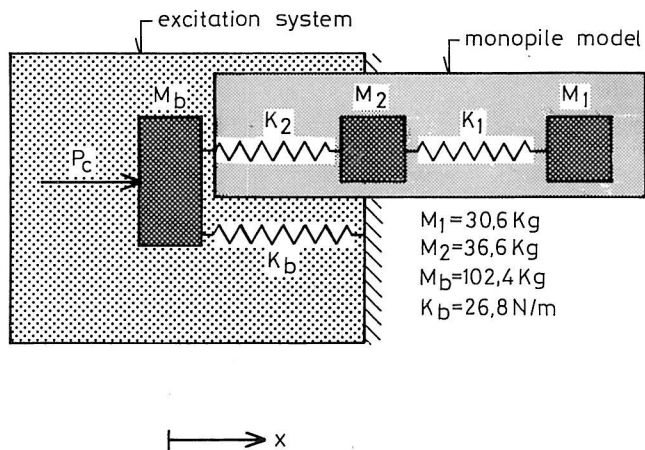 excitation system
monopile model
M_b
M_2
M_1
K_2
K_1
P_c
K_b
M_1=30,6 Kg
M_2=36,6 Kg
M_b=102,4 Kg
K_b=26,8 N/m
x